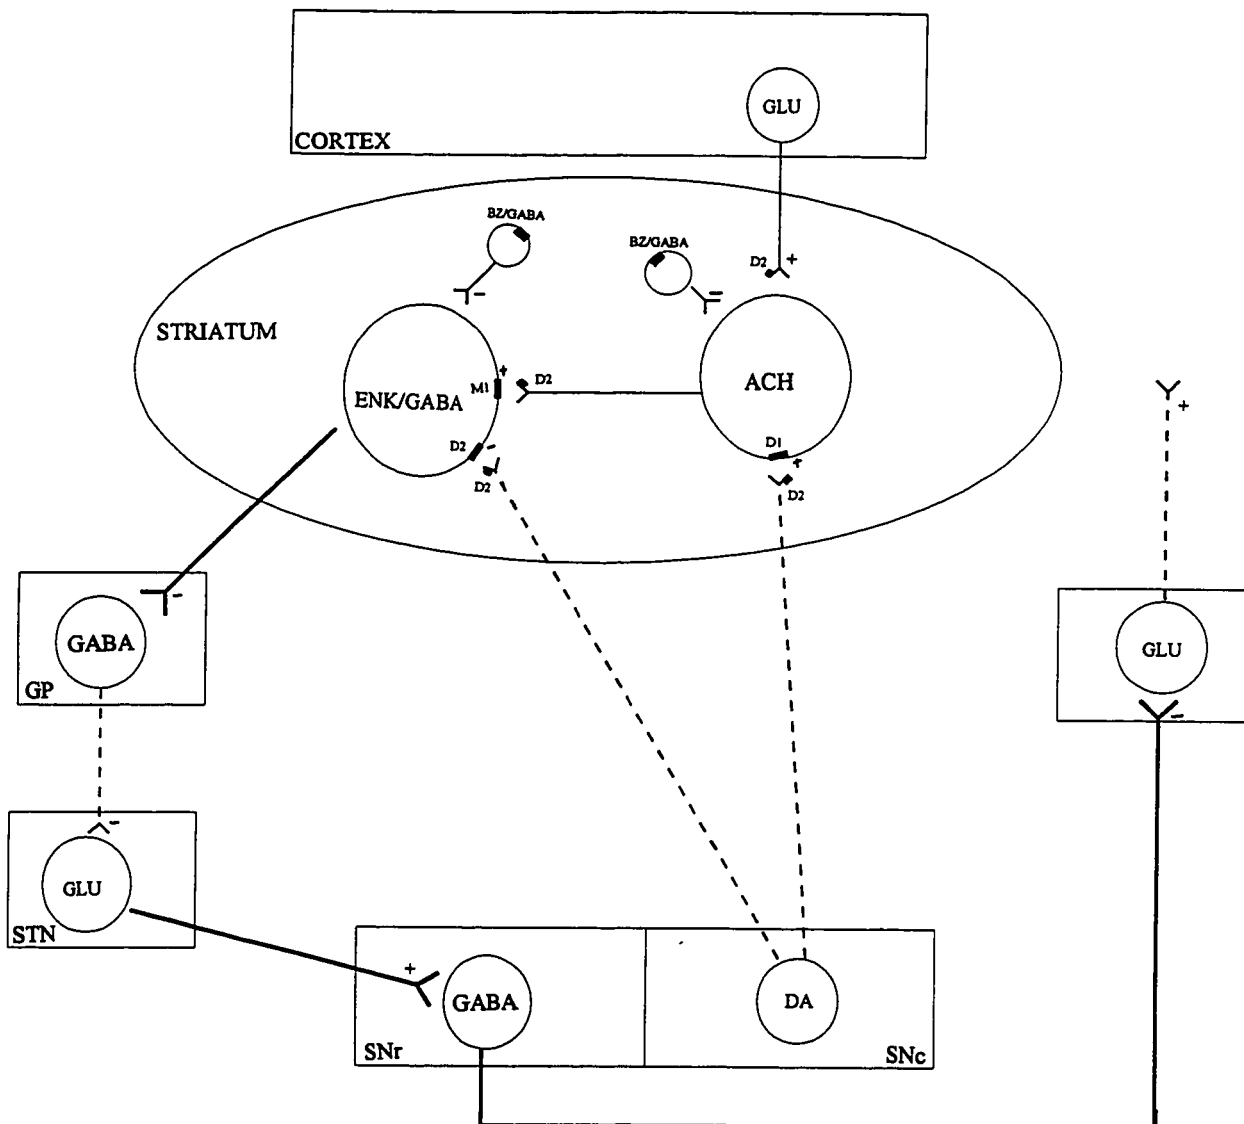 GLU
CORTEX
BZ/GABA
BZ/GABA
D2
+
-
=
STRIATUM
ACH
+
M1
D2
ENK/GABA
D1
+
D2
-
D2
D2
+
GABA
-
GP
GLU
-
-
GLU
STN
+
GABA
DA
SNr
SNc